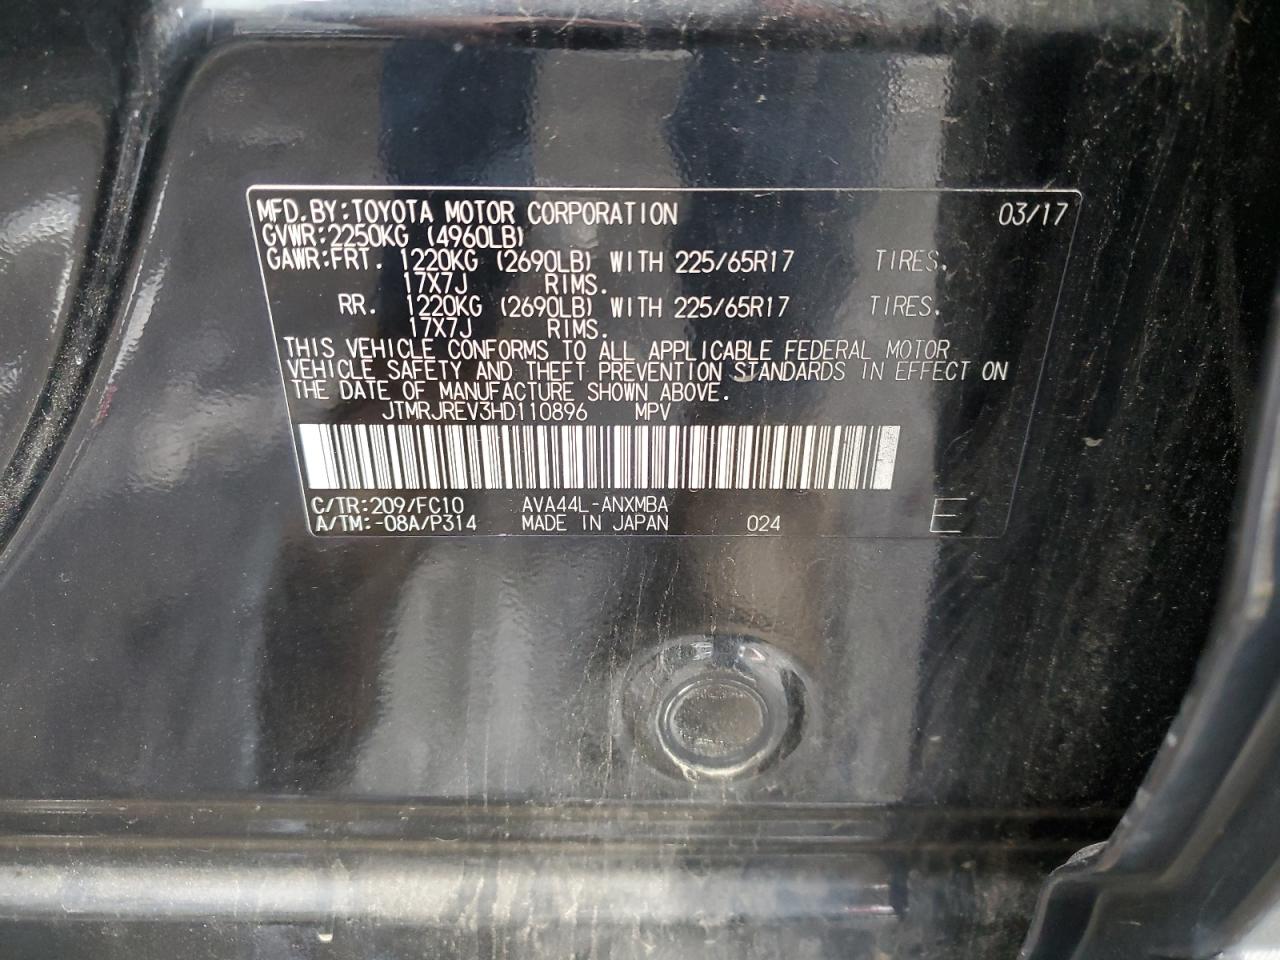 MFD.BY:TOYOTA MOTOR CORPORATION 03/17
GVWR:2250KG (4960LB)
GAWR:FRT. 1220KG (2690LB) WITH 225/65R17 TIRES.
17X7J RIMS.
RR. 1220KG (2690LB) WITH 225/65R17 TIRES.
17X7J RIMS.
THIS VEHICLE CONFORMS TO ALL APPLICABLE FEDERAL MOTOR
VEHICLE SAFETY AND THEFT PREVENTION STANDARDS IN EFFECT ON
THE DATE OF MANUFACTURE SHOWN ABOVE.
JTMRJREV3HD110896 MPV
C/TR:209/FC10 AVA44L-ANXMBA
A/TM:-08A/P314 MADE IN JAPAN 024 E